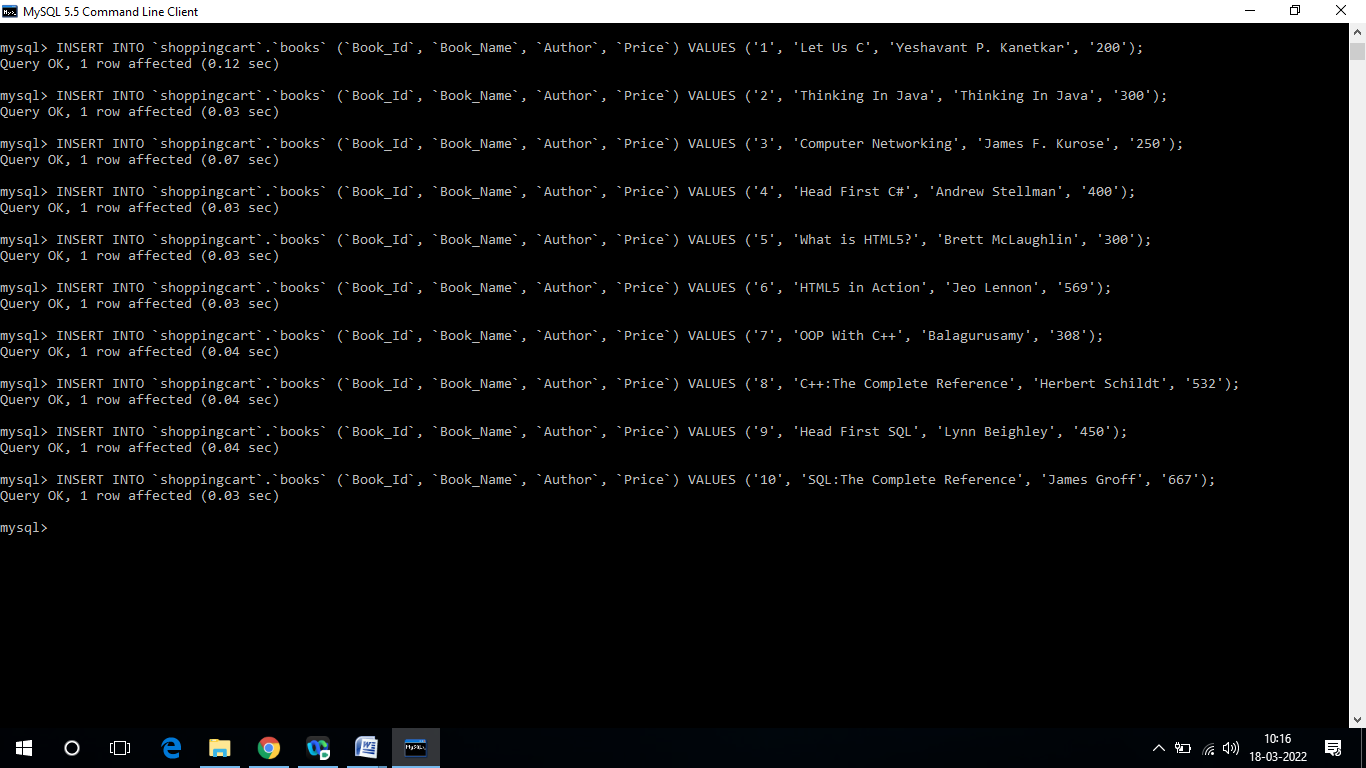 MySQL 5.5 Command Line Client
mysql> INSERT INTO `shoppingcart`.`books` (`Book_Id`, `Book_Name`, `Author`, `Price`) VALUES ('1', 'Let Us C', 'Yeshavant P. Kanetkar', '200');
Query OK, 1 row affected (0.12 sec)
mysql> INSERT INTO `shoppingcart`.`books` (`Book_Id`, `Book_Name`, `Author`, `Price`) VALUES ('2', 'Thinking In Java', 'Thinking In Java', '300');
Query OK, 1 row affected (0.03 sec)
mysql> INSERT INTO `shoppingcart`.`books` (`Book_Id`, `Book_Name`, `Author`, `Price`) VALUES ('3', 'Computer Networking', 'James F. Kurose', '250');
Query OK, 1 row affected (0.07 sec)
mysql> INSERT INTO `shoppingcart`.`books` (`Book_Id`, `Book_Name`, `Author`, `Price`) VALUES ('4', 'Head First C#', 'Andrew Stellman', '400');
Query OK, 1 row affected (0.03 sec)
mysql> INSERT INTO `shoppingcart`.`books` (`Book_Id`, `Book_Name`, `Author`, `Price`) VALUES ('5', 'What is HTML5?', 'Brett McLaughlin', '300');
Query OK, 1 row affected (0.03 sec)
mysql> INSERT INTO `shoppingcart`.`books` (`Book_Id`, `Book_Name`, `Author`, `Price`) VALUES ('6', 'HTML5 in Action', 'Jeo Lennon', '569');
Query OK, 1 row affected (0.03 sec)
mysql> INSERT INTO `shoppingcart`.`books` (`Book_Id`, `Book_Name`, `Author`, `Price`) VALUES ('7', 'OOP With C++', 'Balagurusamy', '308');
Query OK, 1 row affected (0.04 sec)
mysql> INSERT INTO `shoppingcart`.`books` (`Book_Id`, `Book_Name`, `Author`, `Price`) VALUES ('8', 'C++:The Complete Reference', 'Herbert Schildt', '532');
Query OK, 1 row affected (0.04 sec)
mysql> INSERT INTO `shoppingcart`.`books` (`Book_Id`, `Book_Name`, `Author`, `Price`) VALUES ('9', 'Head First SQL', 'Lynn Beighley', '450');
Query OK, 1 row affected (0.04 sec)
mysql> INSERT INTO `shoppingcart`.`books` (`Book_Id`, `Book_Name`, `Author`, `Price`) VALUES ('10', 'SQL:The Complete Reference', 'James Groff', '667');
Query OK, 1 row affected (0.03 sec)
mysql>
10:16
18-03-2022